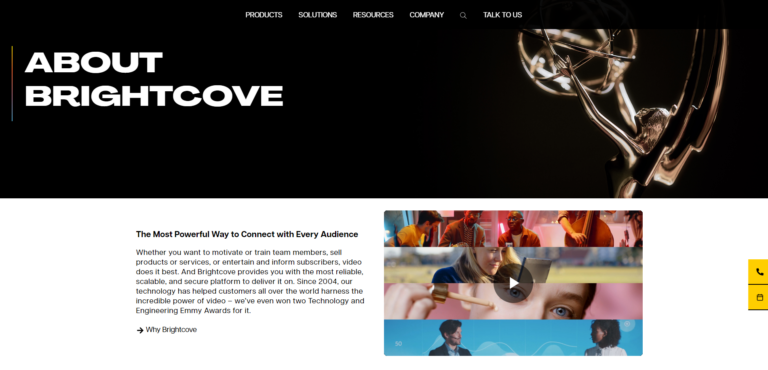 PRODUCTS SOLUTIONS RESOURCES COMPANY TALK TO US
ABOUT
BRIGHTCOVE
The Most Powerful Way to Connect with Every Audience
Whether you want to motivate or train team members, sell
products or services, or entertain and inform subscribers, video
does it best. And Brightcove provides you with the most reliable,
scalable, and secure platform to deliver it on. Since 2004, our
technology has helped customers all over the world harness the
incredible power of video – we've even won two Technology and
Engineering Emmy Awards for it.
Why Brightcove